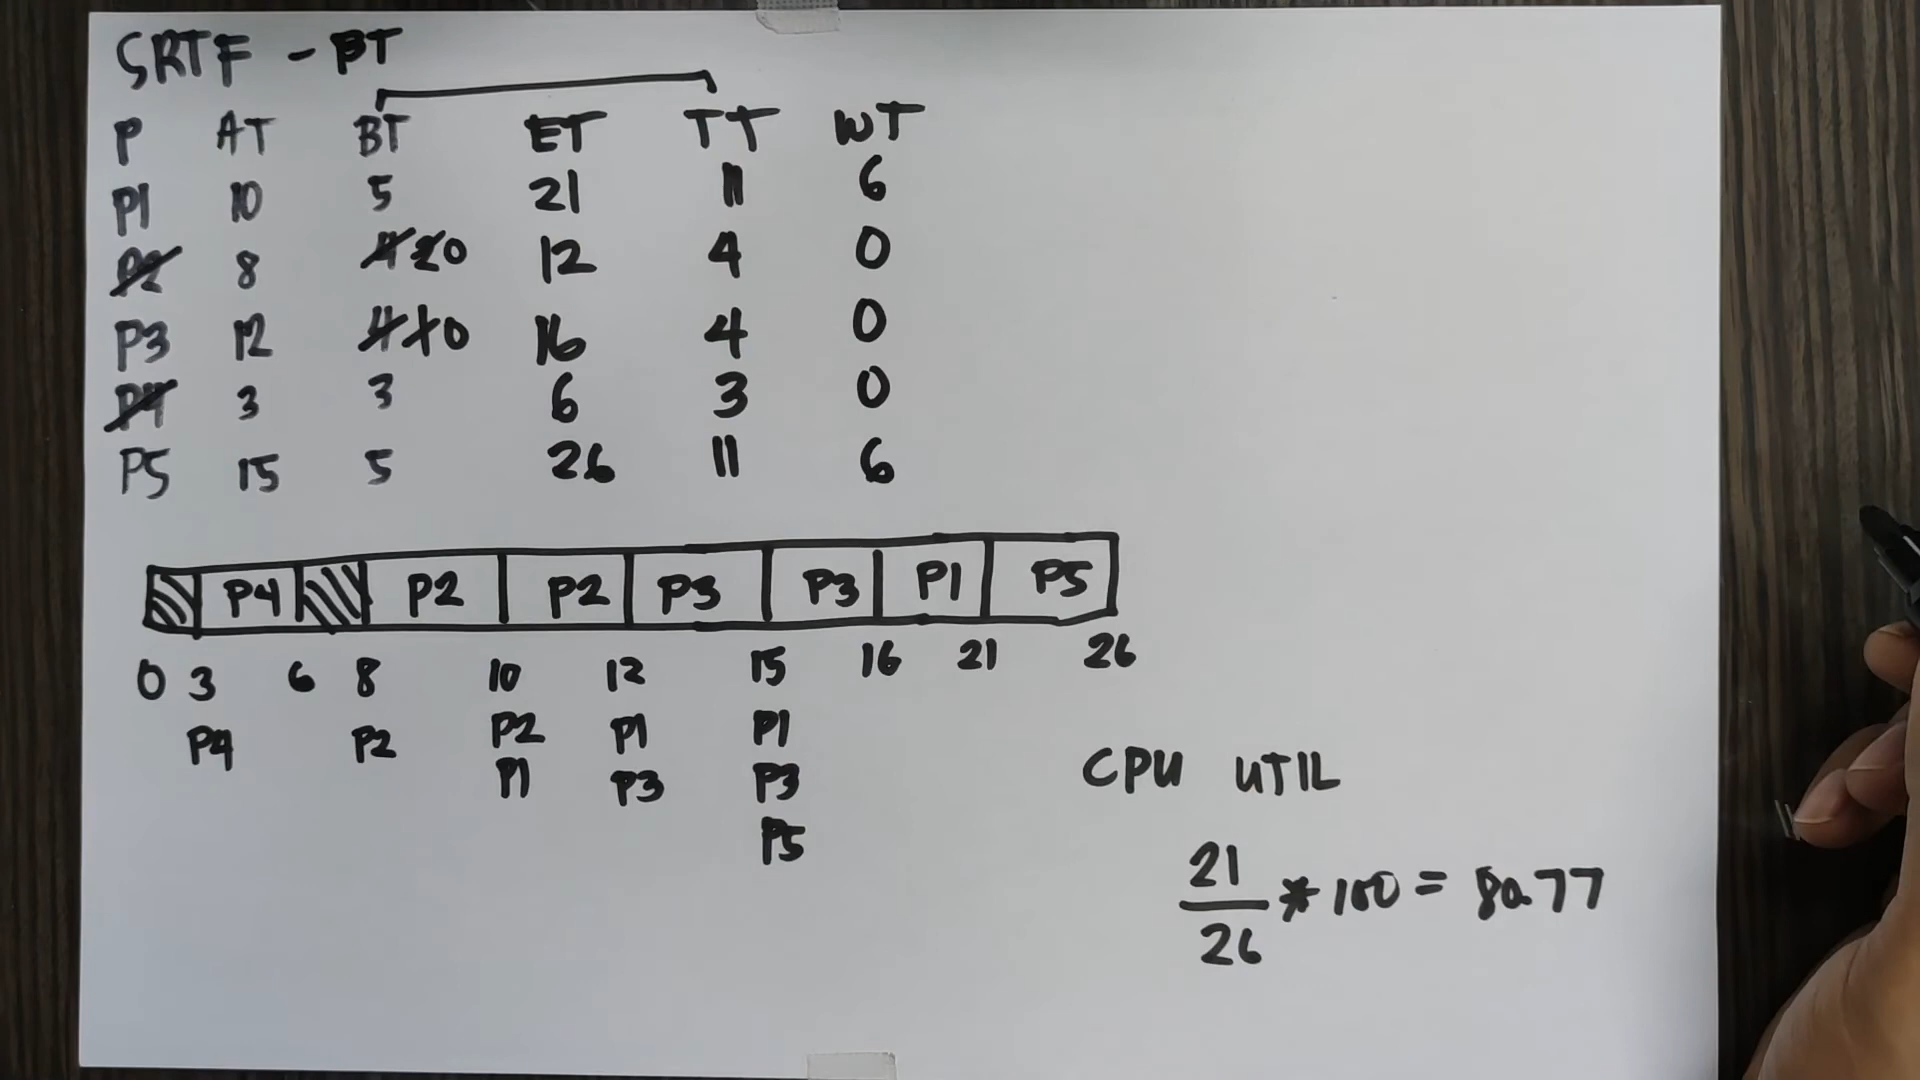 SRTF - BT
P AT BT ET TT WT
P1 10 5 21 11 6
P2 8 4 2 0 12 4 0
P3 12 4 1 0 16 4 0
P4 3 3 6 3 0
P5 15 5 26 11 6
P4 P2 P2 P3 P3 P1 P5
0 3 6 8 10 12 15 16 21 26
P4 P2 P2 P1 P1
P1 P3 P3
P5
CPU UTIL
21
26
* 100 = 80.77